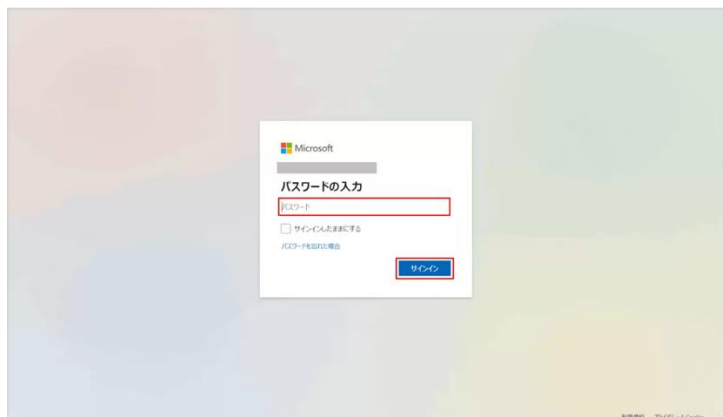 Microsoft
パスワードの入力
パスワード
サインインしたままにする
パスワードを忘れた場合
サインイン